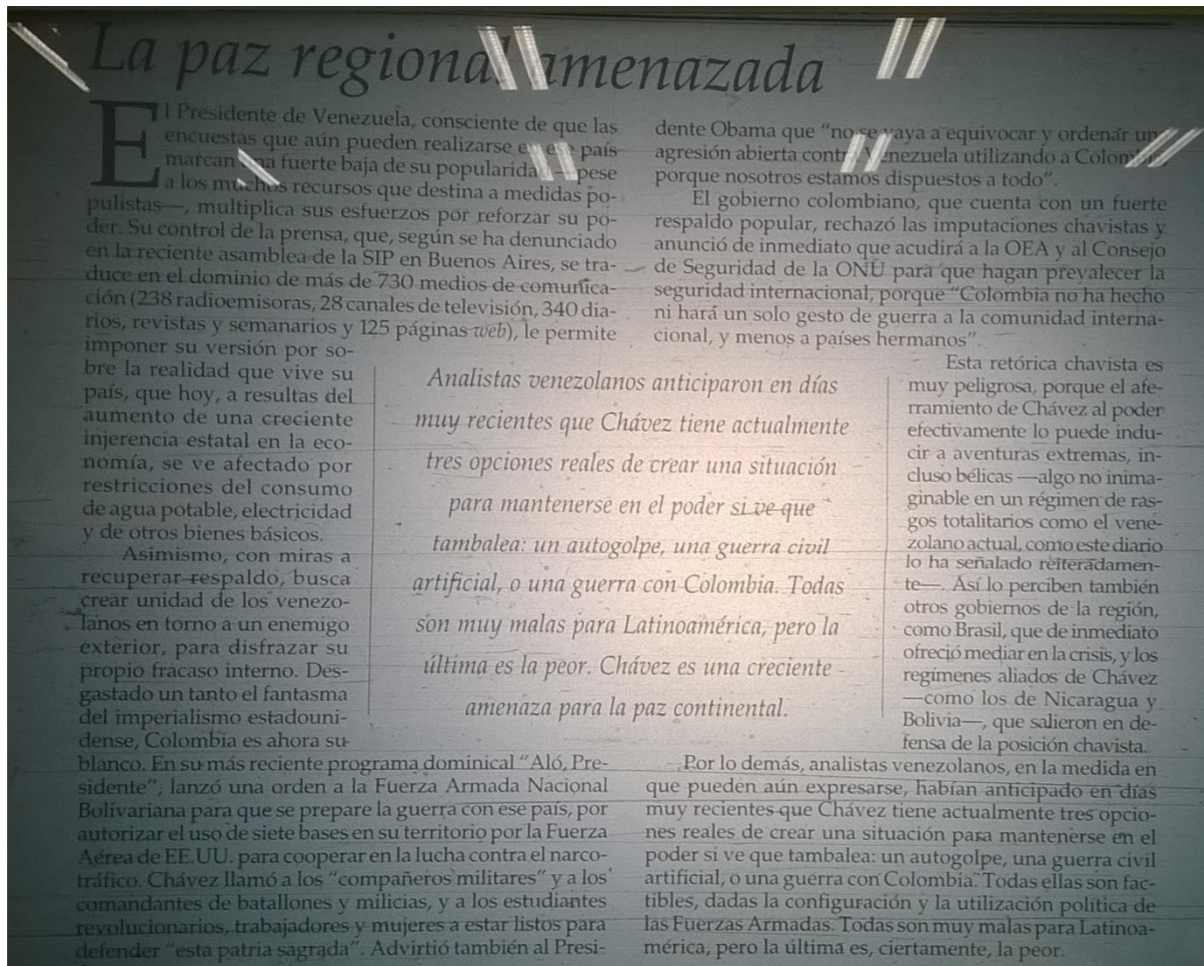 La paz regional amenazada
El Presidente de Venezuela, consciente de que las
encuestas que aún pueden realizarse en ese país
marcan una fuerte baja de su popularidad —pese
a los muchos recursos que destina a medidas po-
pulistas—, multiplica sus esfuerzos por reforzar su po-
der. Su control de la prensa, que, según se ha denunciado
en la reciente asamblea de la SIP en Buenos Aires, se tra-
duce en el dominio de más de 730 medios de comunica-
ción (238 radioemisoras, 28 canales de televisión, 340 dia-
rios, revistas y semanarios y 125 páginas web), le permite
imponer su versión por so-
bre la realidad que vive su
país, que hoy, a resultas del
aumento de una creciente
injerencia estatal en la eco-
nomía, se ve afectado por
restricciones del consumo
de agua potable, electricidad
y de otros bienes básicos.
Asimismo, con miras a
recuperar respaldo, busca
crear unidad de los venezo-
lanos en torno a un enemigo
exterior, para disfrazar su
propio fracaso interno. Des-
gastado un tanto el fantasma
del imperialismo estadouni-
dense, Colombia es ahora su
blanco. En su más reciente programa dominical "Aló, Pre-
sidente", lanzó una orden a la Fuerza Armada Nacional
Bolivariana para que se prepare la guerra con ese país, por
autorizar el uso de siete bases en su territorio por la Fuerza
Aérea de EE.UU. para cooperar en la lucha contra el narco-
tráfico. Chávez llamó a los "compañeros militares" y a los
comandantes de batallones y milicias, y a los estudiantes
revolucionarios, trabajadores y mujeres a estar listos para
defender "esta patria sagrada". Advirtió también al Presi-
dente Obama que "no se vaya a equivocar y ordenar una
agresión abierta contra Venezuela utilizando a Colombia
porque nosotros estamos dispuestos a todo".
El gobierno colombiano, que cuenta con un fuerte
respaldo popular, rechazó las imputaciones chavistas y
anunció de inmediato que acudirá a la OEA y al Consejo
de Seguridad de la ONU para que hagan prevalecer la
seguridad internacional, porque "Colombia no ha hecho
ni hará un solo gesto de guerra a la comunidad interna-
cional, y menos a países hermanos".
Esta retórica chavista es
muy peligrosa, porque el afe-
rramiento de Chávez al poder
efectivamente lo puede indu-
cir a aventuras extremas, in-
cluso bélicas —algo no inima-
ginable en un régimen de ras-
gos totalitarios como el vene-
zolano actual, como este diario
lo ha señalado reiteradamen-
te—. Así lo perciben también
otros gobiernos de la región,
como Brasil, que de inmediato
ofreció mediar en la crisis, y los
regímenes aliados de Chávez
—como los de Nicaragua y
Bolivia—, que salieron en de-
fensa de la posición chavista.
Por lo demás, analistas venezolanos, en la medida en
que pueden aún expresarse, habían anticipado en días
muy recientes que Chávez tiene actualmente tres opcio-
nes reales de crear una situación para mantenerse en el
poder si ve que tambalea: un autogolpe, una guerra civil
artificial, o una guerra con Colombia. Todas ellas son fac-
tibles, dadas la configuración y la utilización política de
las Fuerzas Armadas. Todas son muy malas para Latinoa-
mérica, pero la última es, ciertamente, la peor.
Analistas venezolanos anticiparon en días
muy recientes que Chávez tiene actualmente
tres opciones reales de crear una situación
para mantenerse en el poder si ve que
tambalea: un autogolpe, una guerra civil
artificial, o una guerra con Colombia. Todas
son muy malas para Latinoamérica, pero la
última es la peor. Chávez es una creciente
amenaza para la paz continental.